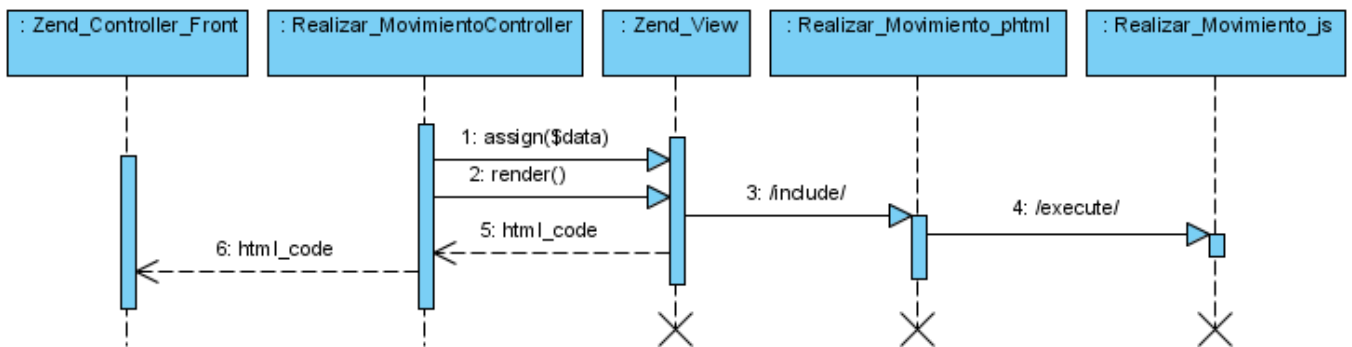 : Zend_Controller_Front
: Realizar_MovimientoController
: Zend_View
: Realizar_Movimiento_phtml
: Realizar_Movimiento_js
1: assign($data)
2: render()
3: /include/
4: /execute/
5: html_code
6: html_code